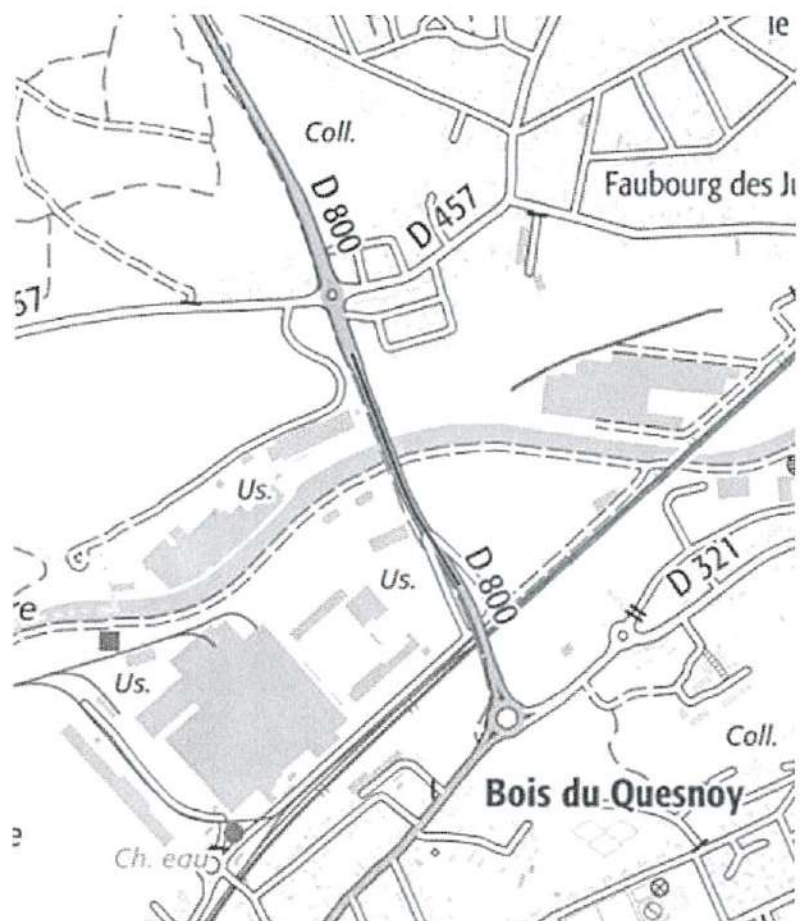 le
Coll.
Faubourg des Ju
D 800
D 457
57
Us.
D 800
Us.
D 321
re
Us.
Coll.
Bois du Quesnoy
e
Ch. eau